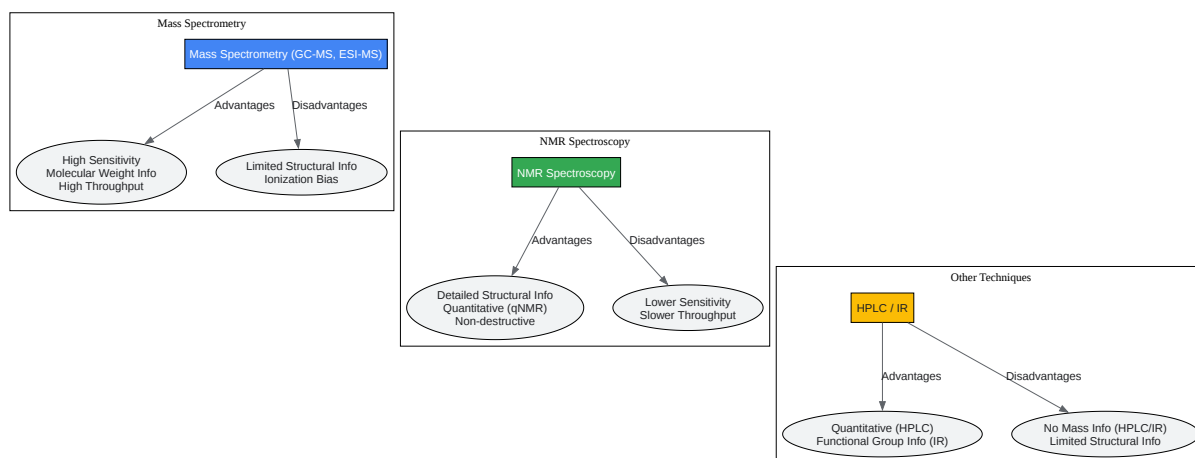 Mass Spectrometry
Mass Spectrometry (GC-MS, ESI-MS)
Advantages
Disadvantages
High Sensitivity
Molecular Weight Info
High Throughput
Limited Structural Info
Ionization Bias
NMR Spectroscopy
NMR Spectroscopy
Advantages
Disadvantages
Detailed Structural Info
Quantitative (qNMR)
Non-destructive
Lower Sensitivity
Slower Throughput
Other Techniques
HPLC / IR
Advantages
Disadvantages
Quantitative (HPLC)
Functional Group Info (IR)
No Mass Info (HPLC/IR)
Limited Structural Info